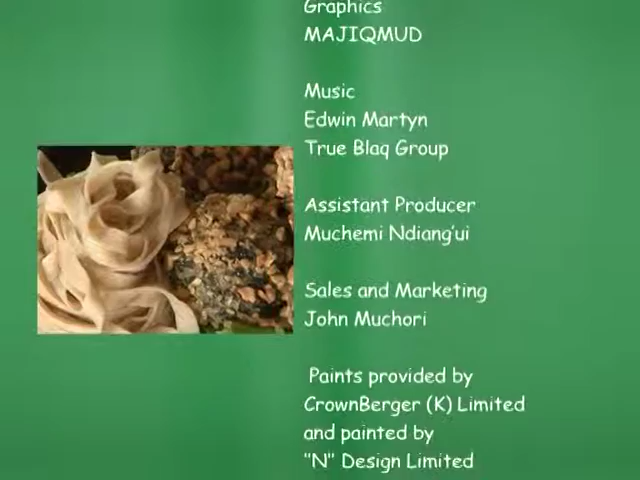 Graphics
MAJIQMUD
Music
Edwin Martyn
True Blaq Group
Assistant Producer
Muchemi Ndiang'ui
Sales and Marketing
John Muchori
Paints provided by
CrownBerger (K) Limited
and painted by
"N" Design Limited